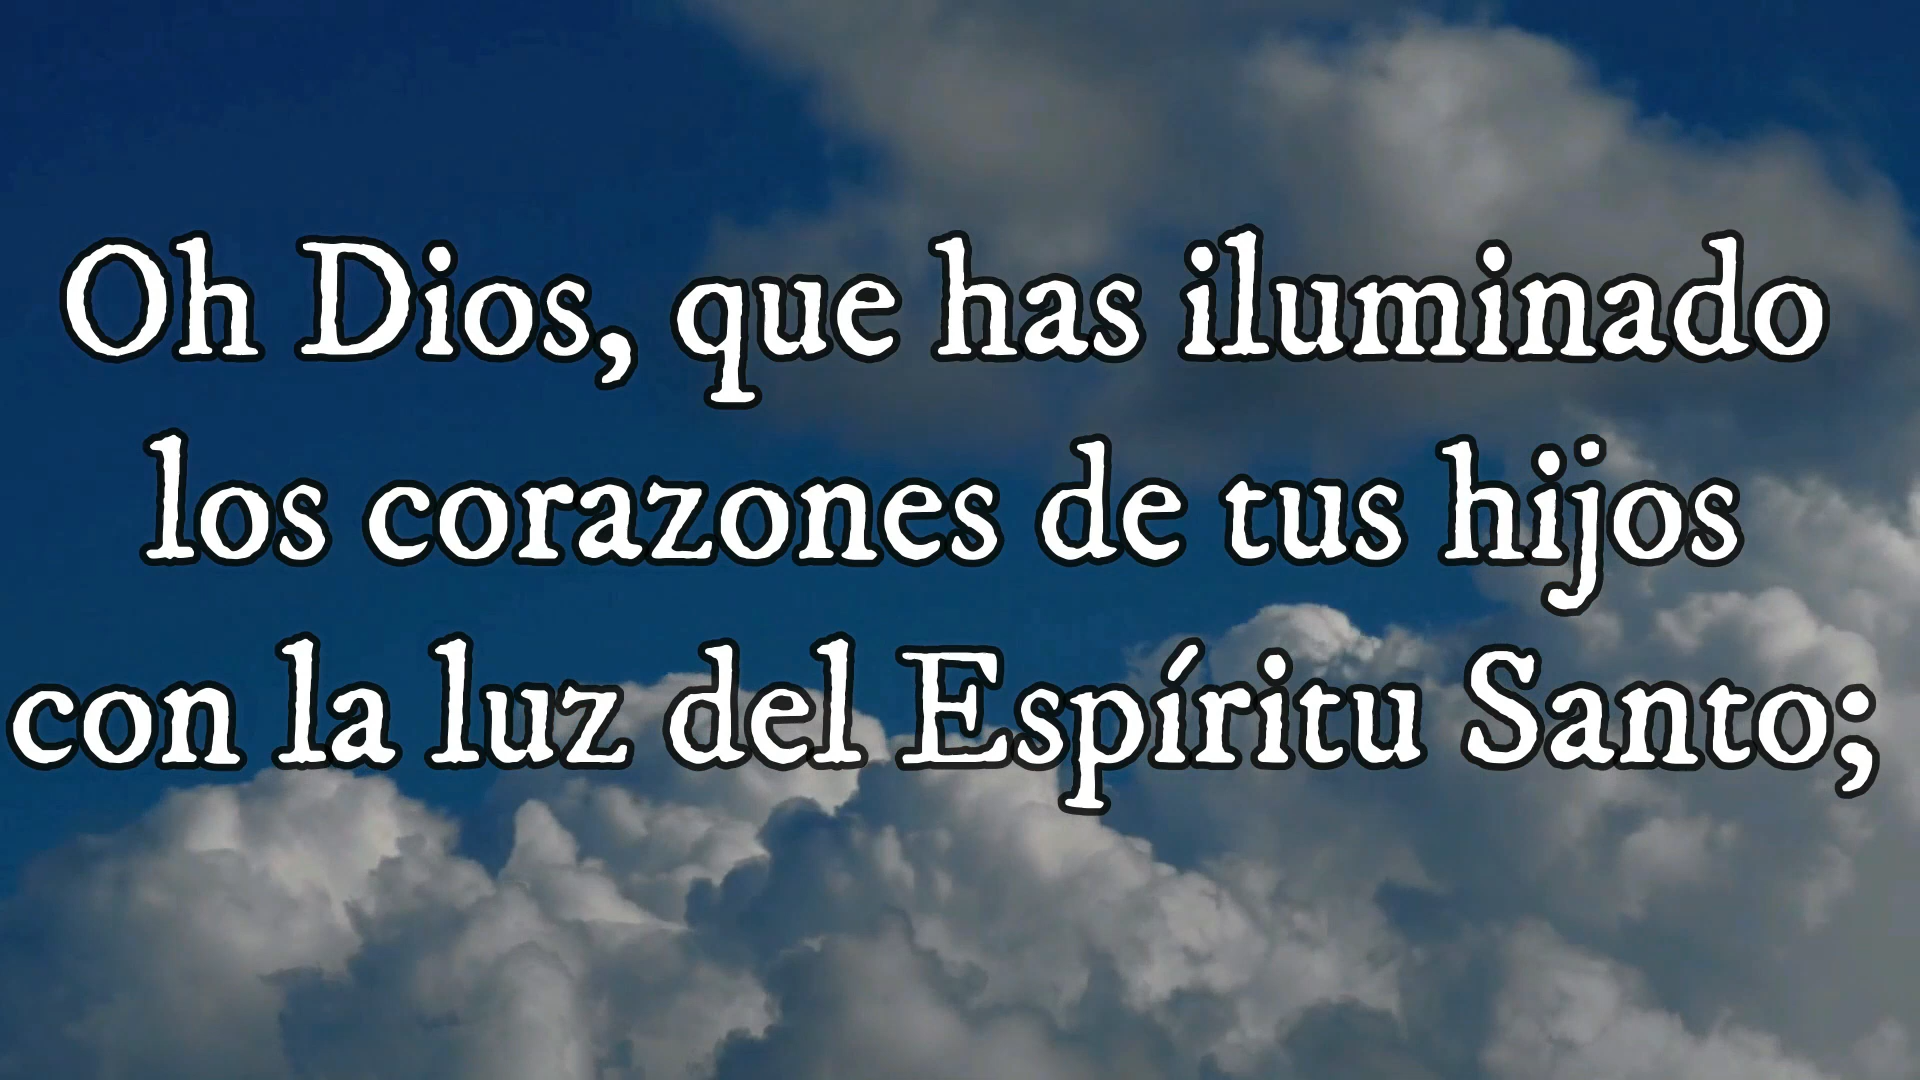 Oh Dios, que has iluminado
los corazones de tus hijos
con la luz del Espíritu Santo;